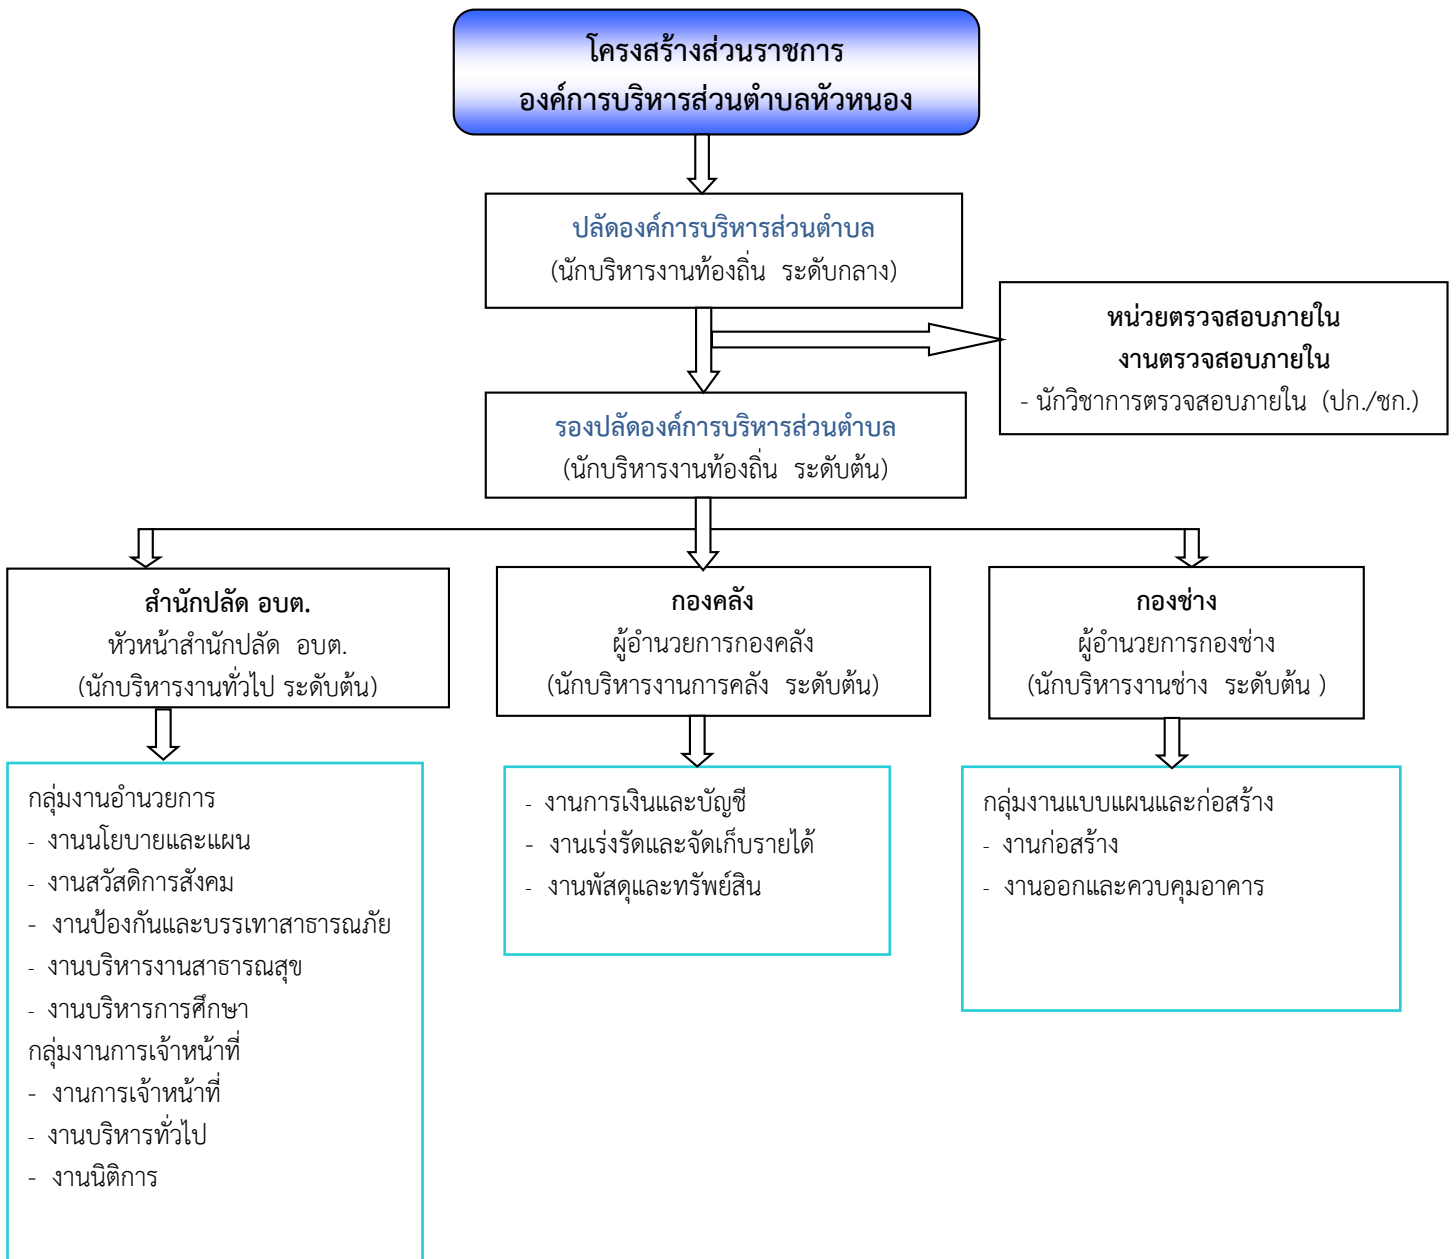 โครงสร้างส่วนราชการ
องค์การบริหารส่วนตำบลหัวหนอง
ปลัดองค์การบริหารส่วนตำบล
(นักบริหารงานท้องถิ่น ระดับกลาง)
หน่วยตรวจสอบภายใน
งานตรวจสอบภายใน
- นักวิชาการตรวจสอบภายใน (ปก./ชก.)
รองปลัดองค์การบริหารส่วนตำบล
(นักบริหารงานท้องถิ่น ระดับต้น)
สำนักปลัด อบต.
หัวหน้าสำนักปลัด อบต.
(นักบริหารงานทั่วไป ระดับต้น)
กองคลัง
ผู้อำนวยการกองคลัง
(นักบริหารงานการคลัง ระดับต้น)
กองช่าง
ผู้อำนวยการกองช่าง
(นักบริหารงานช่าง ระดับต้น )
กลุ่มงานอำนวยการ
- งานนโยบายและแผน
- งานสวัสดิการสังคม
- งานป้องกันและบรรเทาสาธารณภัย
- งานบริหารงานสาธารณสุข
- งานบริหารการศึกษา
กลุ่มงานการเจ้าหน้าที่
- งานการเจ้าหน้าที่
- งานบริหารทั่วไป
- งานนิติการ
- งานการเงินและบัญชี
- งานเร่งรัดและจัดเก็บรายได้
- งานพัสดุและทรัพย์สิน
กลุ่มงานแบบแผนและก่อสร้าง
- งานก่อสร้าง
- งานออกและควบคุมอาคาร